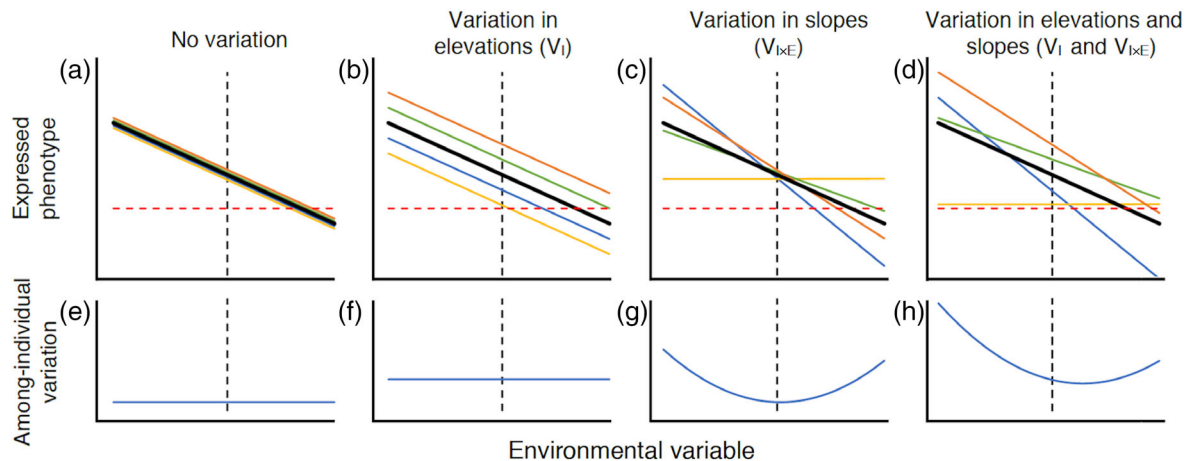 No variation
Variation in
elevations (VI)
Variation in slopes
(VI×E)
Variation in elevations and
slopes (VI and VI×E)
(a)
(b)
(c)
(d)
Expressed
phenotype
(e)
(f)
(g)
(h)
Among-individual
variation
Environmental variable